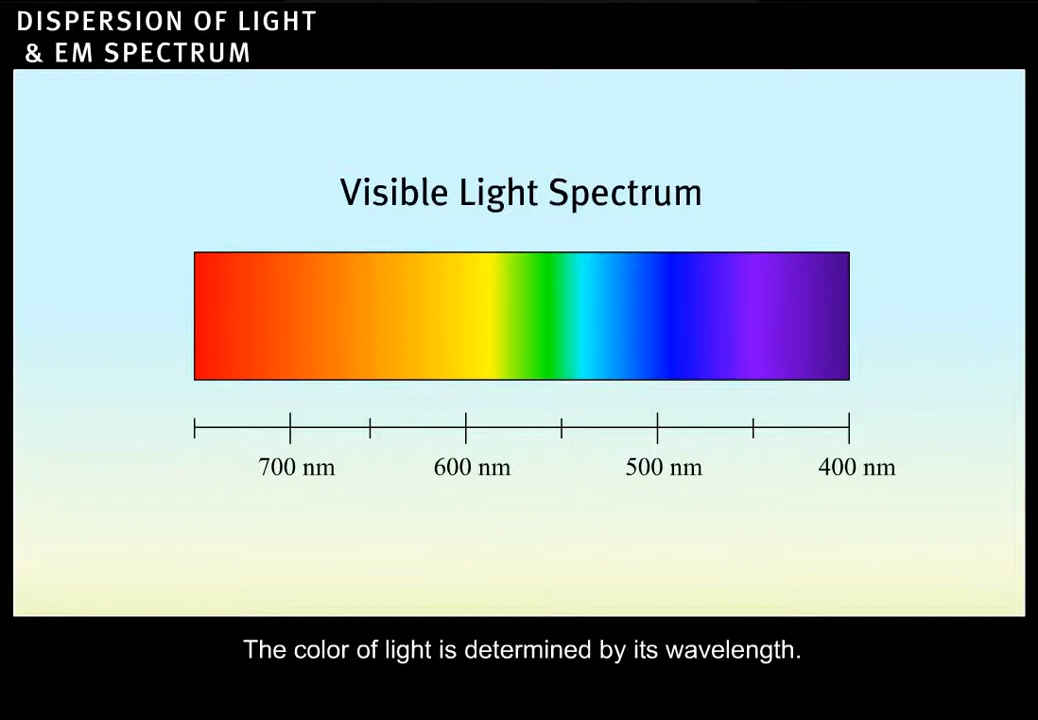 DISPERSION OF LIGHT
& EM SPECTRUM
Visible Light Spectrum
700 nm 600 nm 500 nm 400 nm
The color of light is determined by its wavelength.